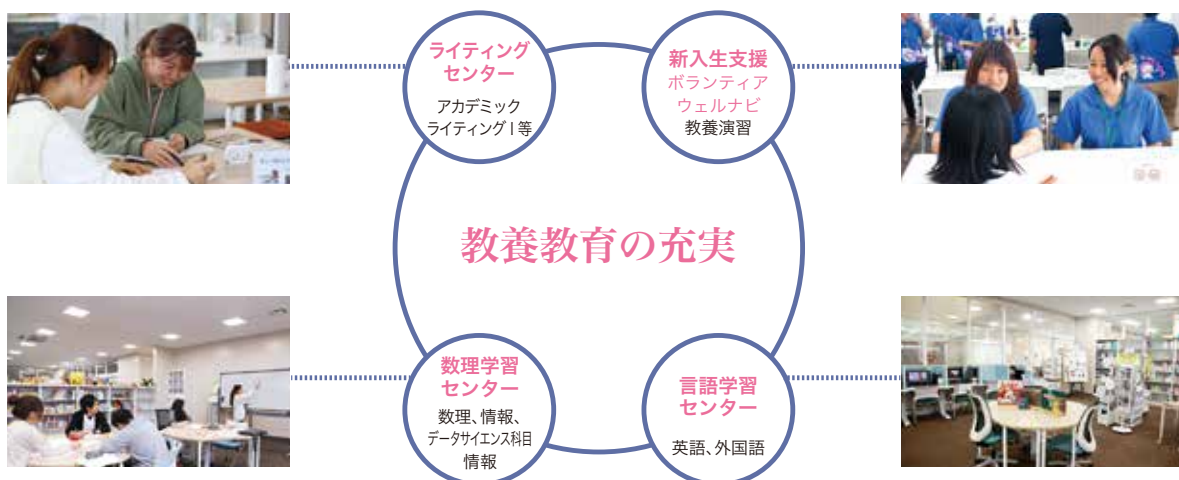 ライティング
センター
アカデミック
ライティングⅠ等
新入生支援
ボランティア
ウェルナビ
教養演習
教養教育の充実
数理学習
センター
数理、情報、
データサイエンス科目
情報
言語学習
センター
英語、外国語